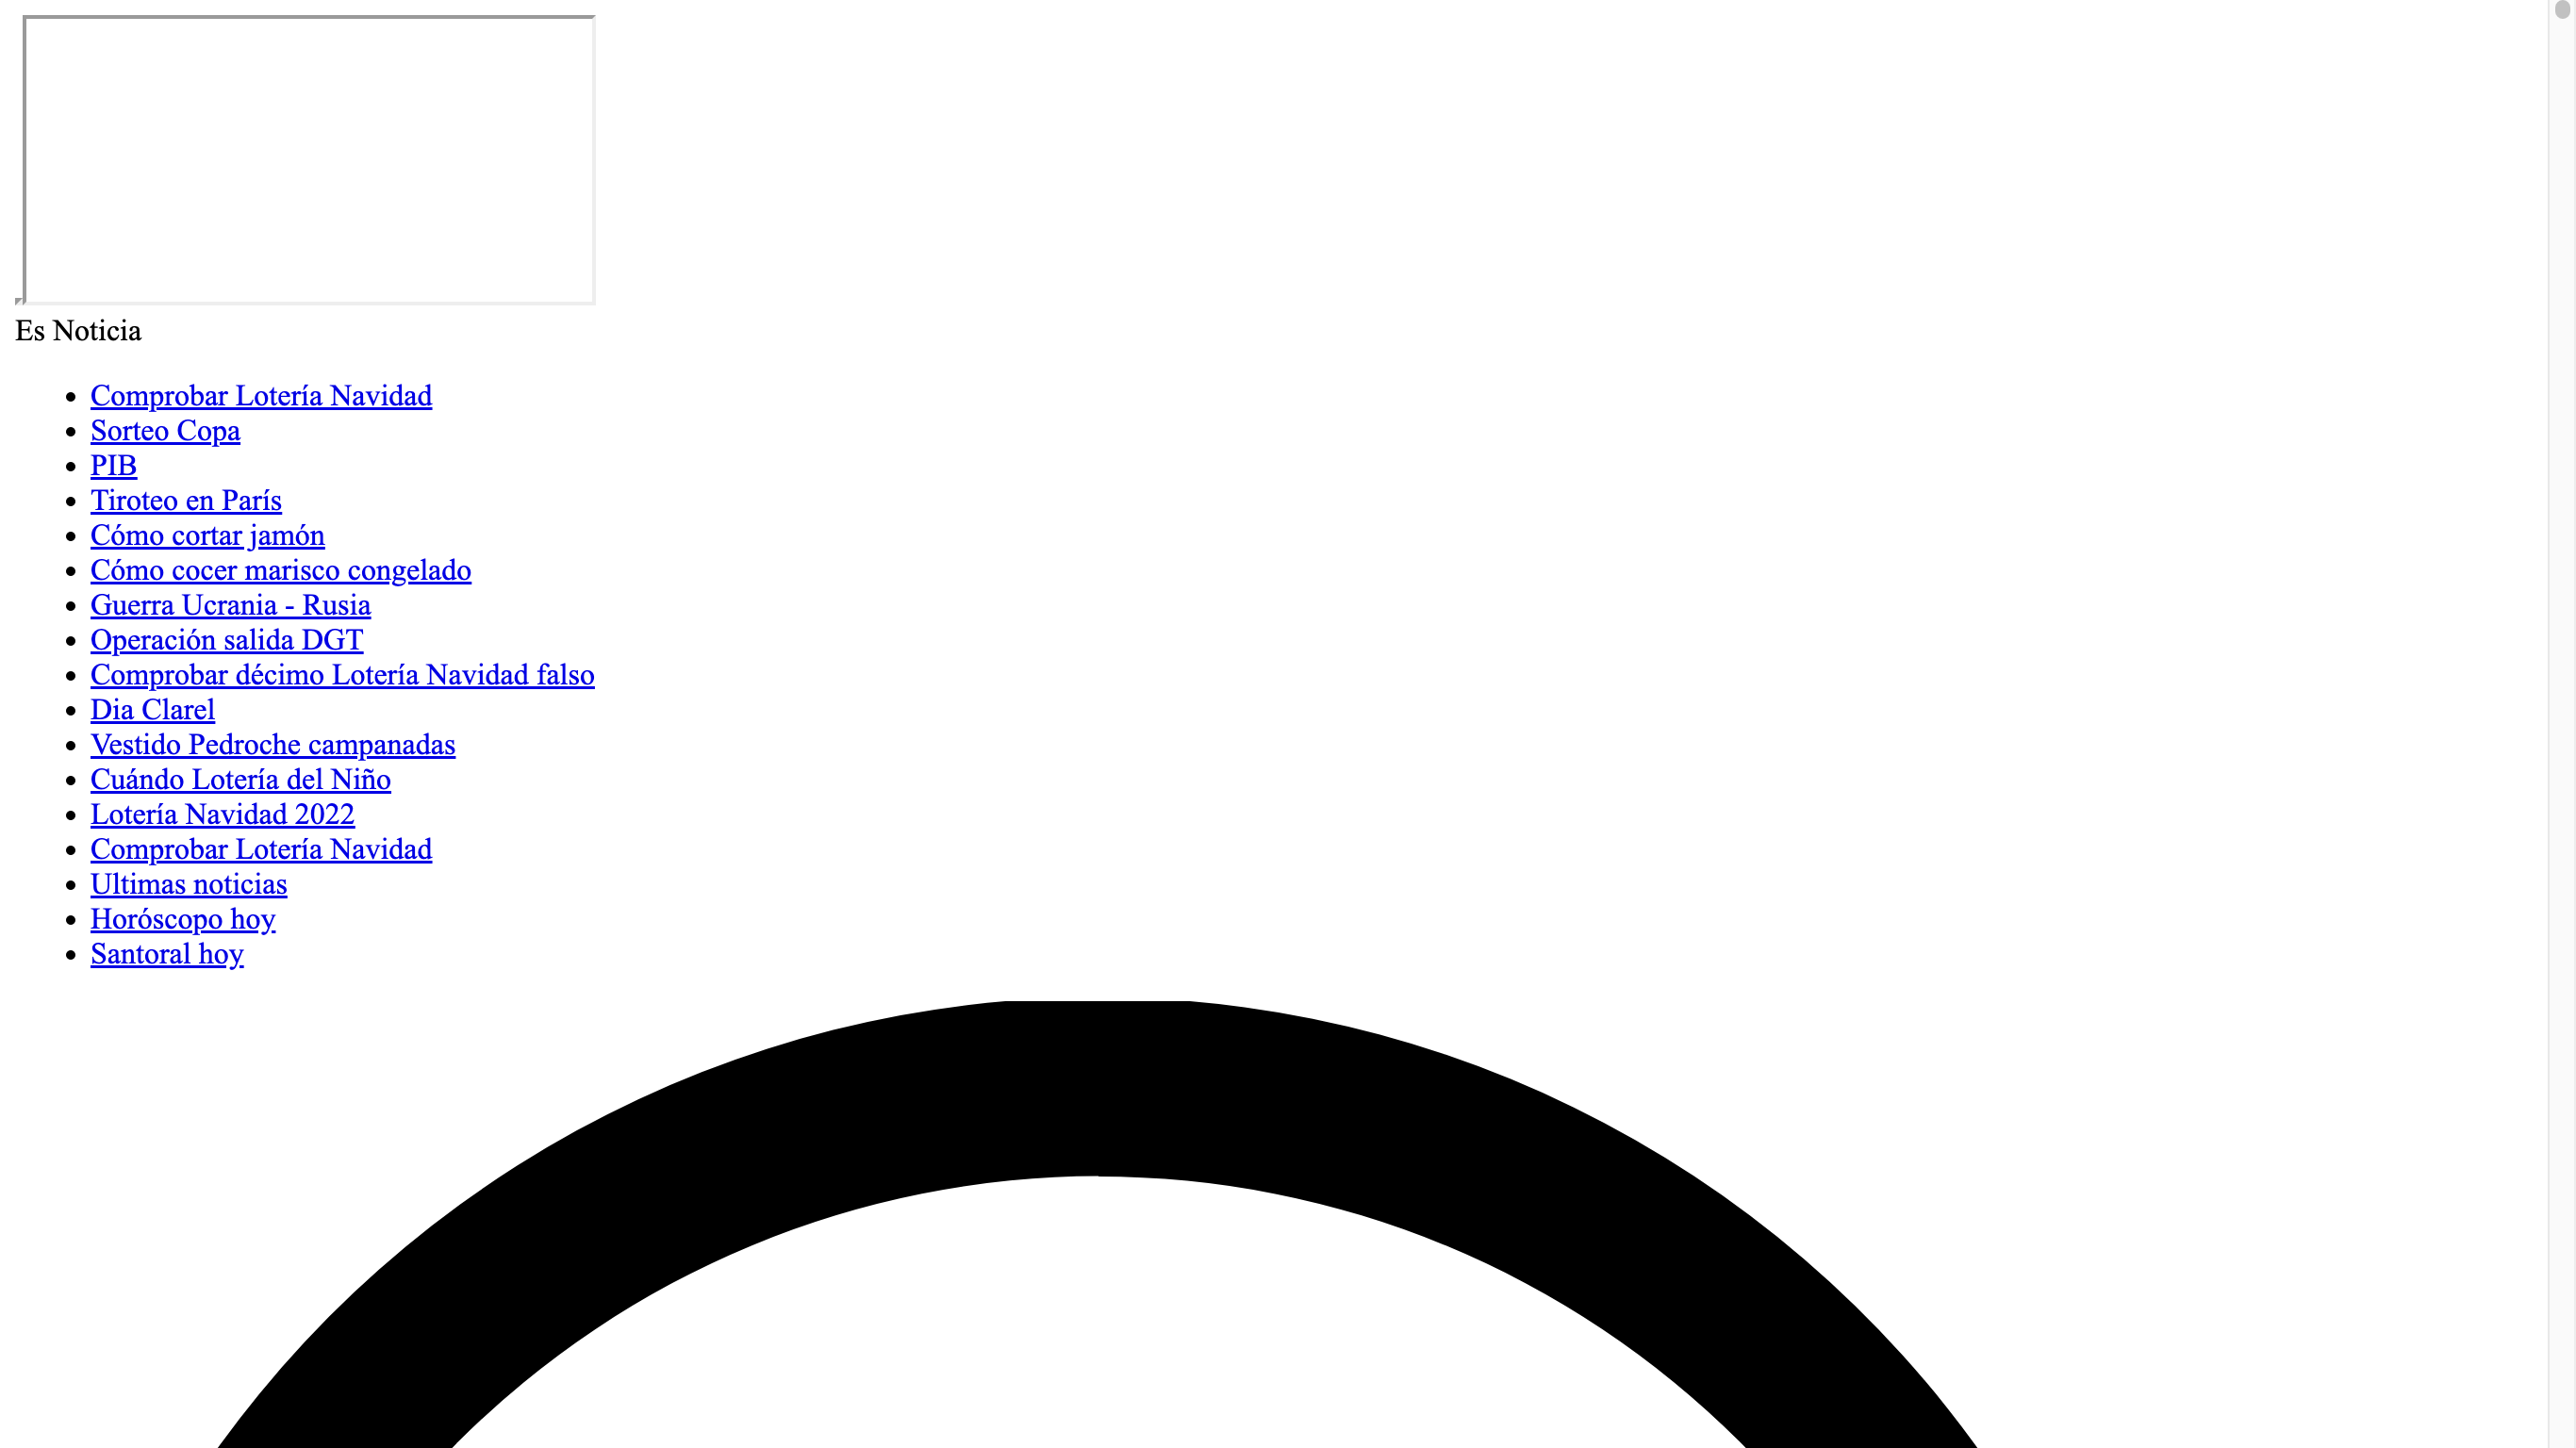 Es Noticia
Comprobar Lotería Navidad
Sorteo Copa
PIB
Tiroteo en París
Cómo cortar jamón
Cómo cocer marisco congelado
Guerra Ucrania - Rusia
Operación salida DGT
Comprobar décimo Lotería Navidad falso
Dia Clarel
Vestido Pedroche campanadas
Cuándo Lotería del Niño
Lotería Navidad 2022
Comprobar Lotería Navidad
Ultimas noticias
Horóscopo hoy
Santoral hoy